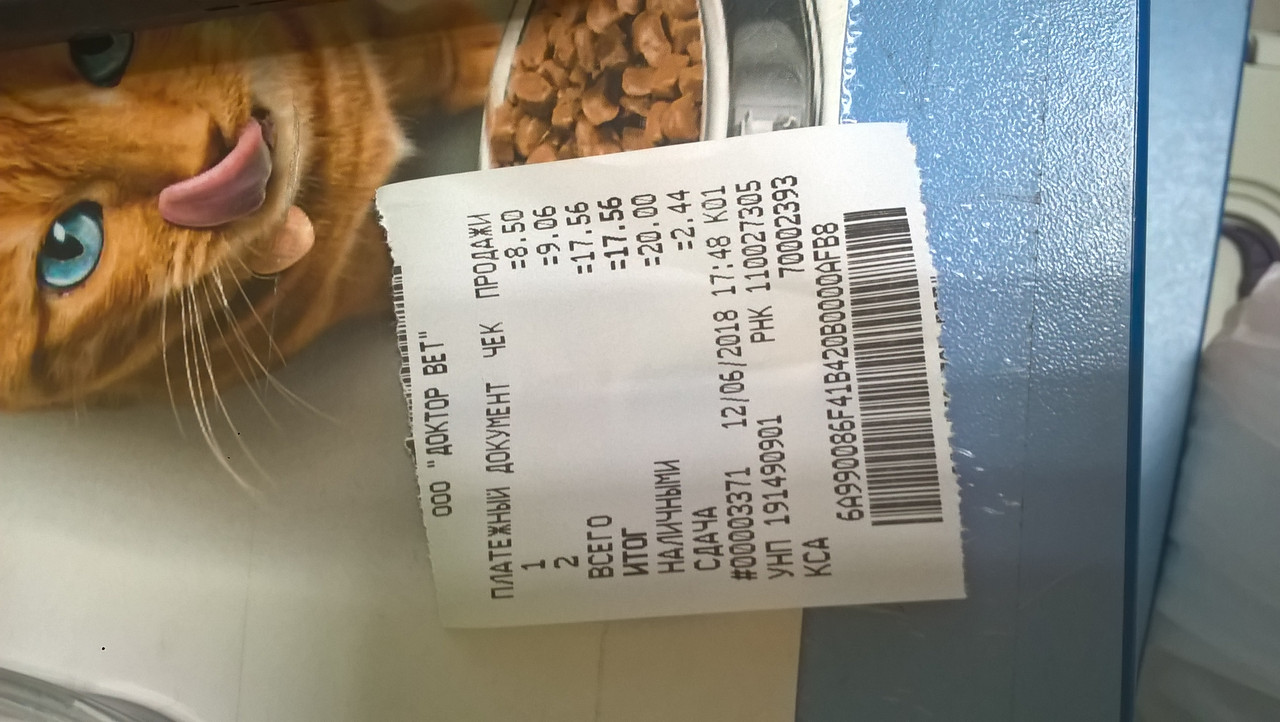 ООО "ДОКТОР ВЕТ"
ПЛАТЕЖНЫЙ ДОКУМЕНТ ЧЕК ПРОДАЖИ
1 =8.50
2 =9.06
ВСЕГО =17.56
ИТОГ =17.56
НАЛИЧНЫМИ =20.00
СДАЧА =2.44
#00003371 12/06/2018 17:48 К01
УНП 191490901 РНК 110027305
КСА 70002393
6A990086F41B420B0000AFB8